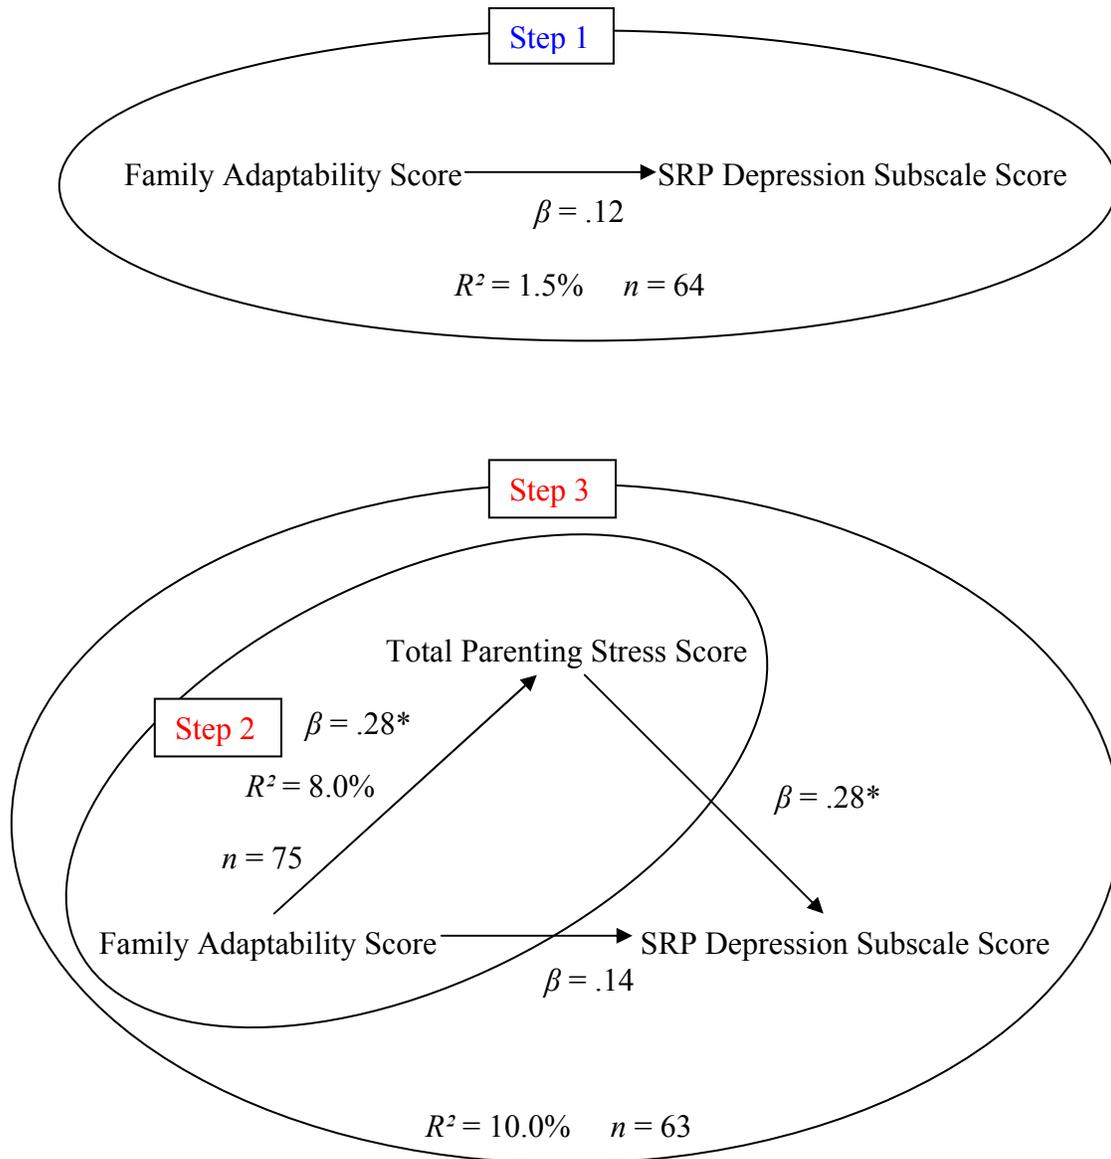 Step 1
Family Adaptability Score SRP Depression Subscale Score
β = .12
R² = 1.5% n = 64
Step 3
Total Parenting Stress Score
Step 2 β = .28*
R² = 8.0%
β = .28*
n = 75
Family Adaptability Score SRP Depression Subscale Score
β = .14
R² = 10.0% n = 63